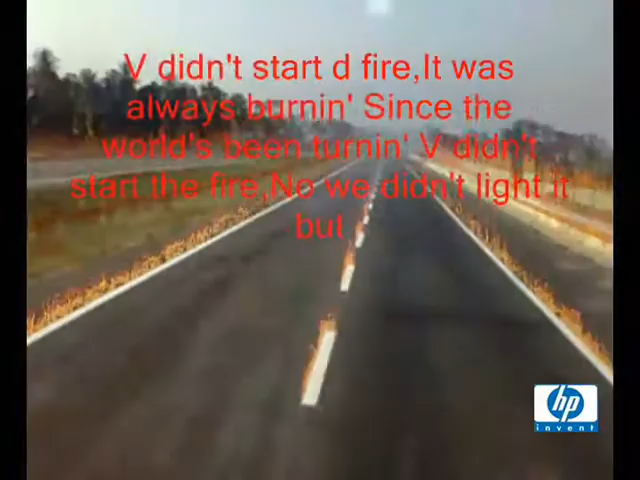 V didn't start d fire,It was
always burnin' Since the
world's been turnin' V didn't
start the fire,No we didn't light it
but
hp
invent